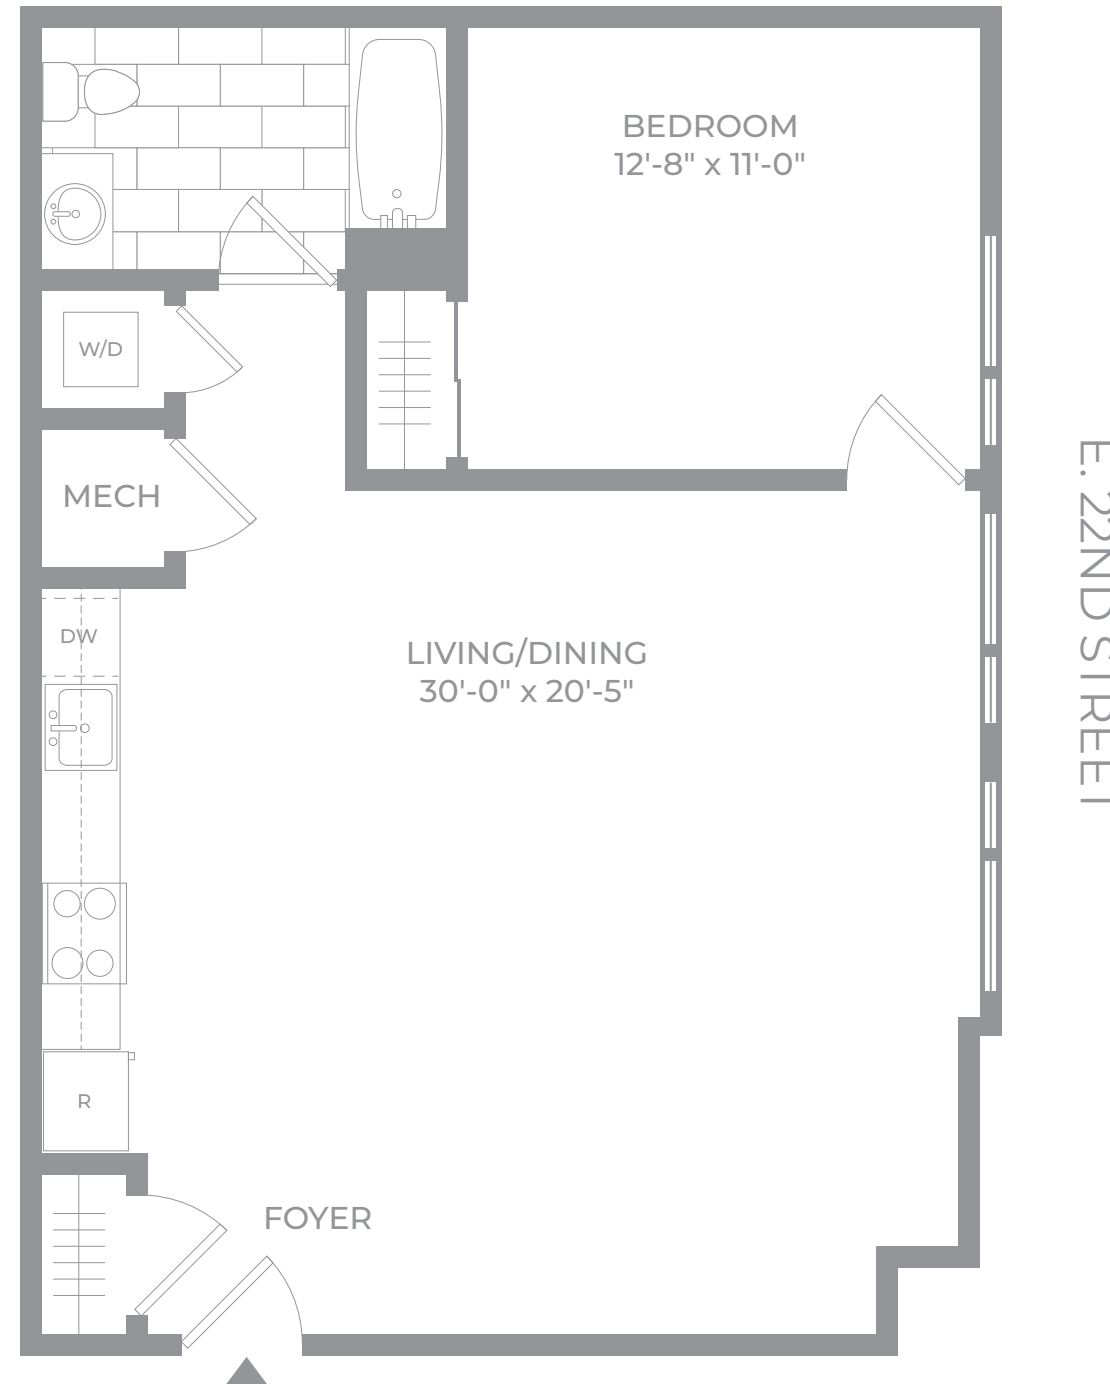 BEDROOM
12'-8" x 11'-0"
W/D
MECH
E. 22ND STREET
DW
LIVING/DINING
30'-0" x 20'-5"
R
FOYER